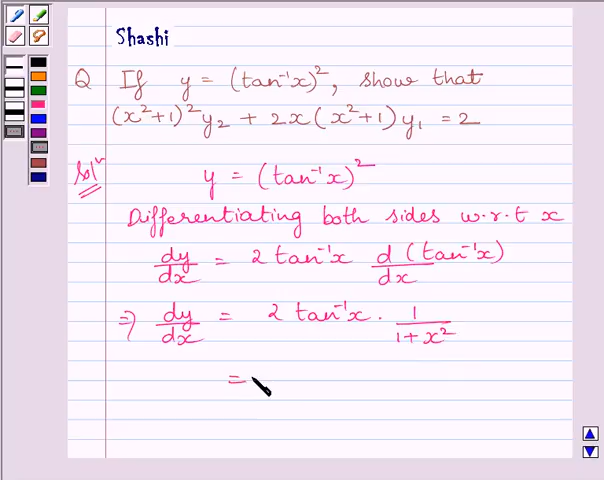 Shashi
Q If y = (tan⁻¹x)², show that
(x²+1)²y₂ + 2x(x²+1)y₁ = 2
Solⁿ
y = (tan⁻¹x)²
Differentiating both sides w.r.t x
dy/dx = 2 tan⁻¹x d/dx (tan⁻¹x)
⇒ dy/dx = 2 tan⁻¹x · 1/(1+x²)
=